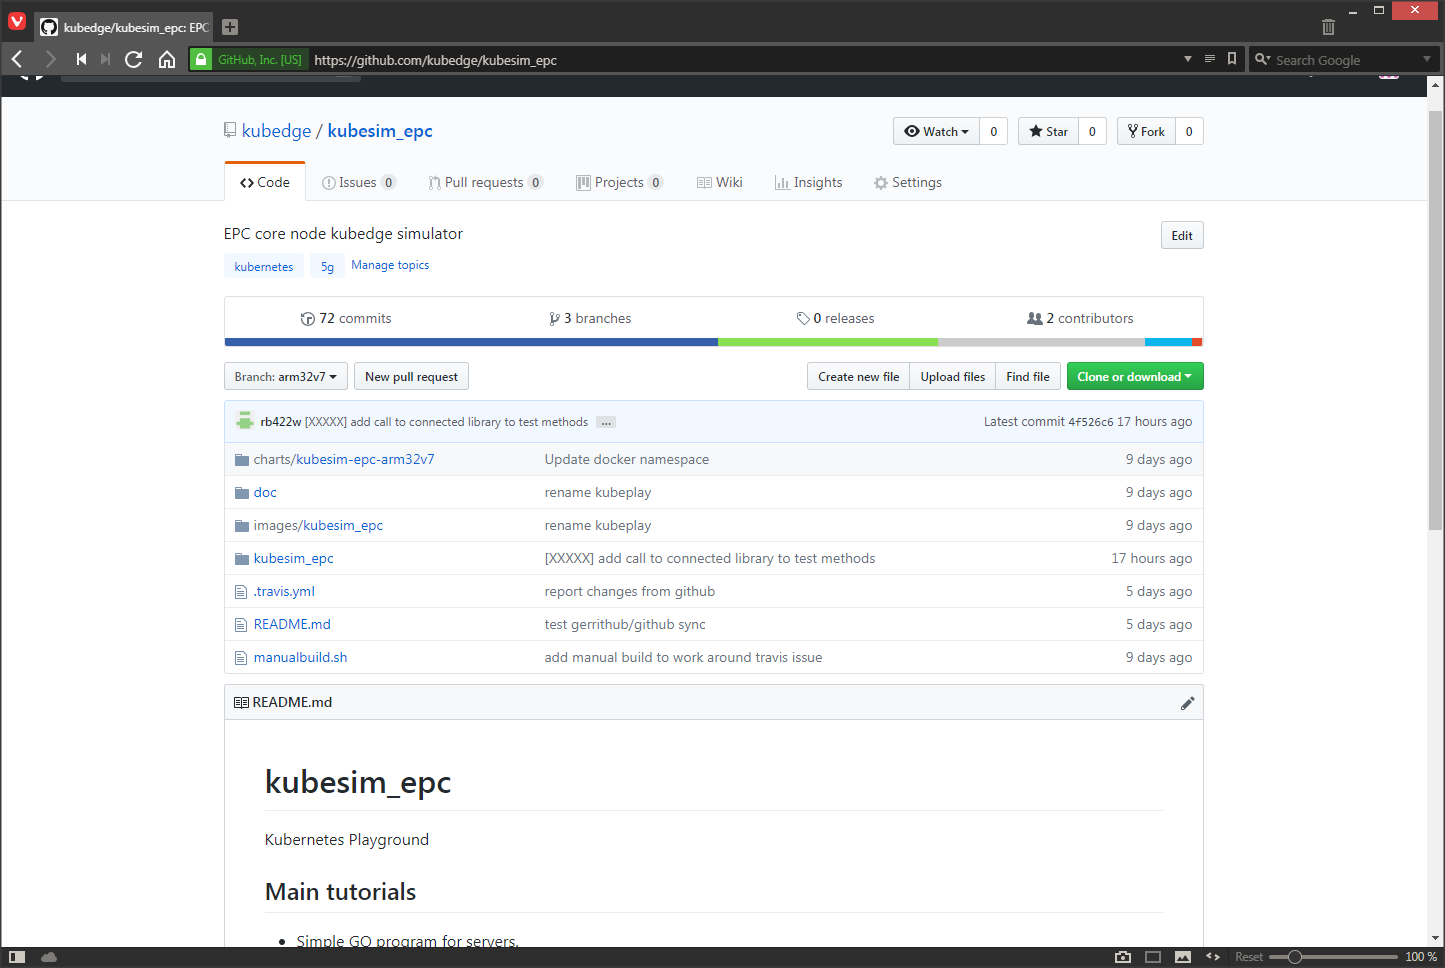 kubedge/kubesim_epc: EPC
GitHub, Inc. [US] https://github.com/kubedge/kubesim_epc Search Google
kubedge / kubesim_epc Watch 0 Star 0 Fork 0
Code Issues 0 Pull requests 0 Projects 0 Wiki Insights Settings
EPC core node kubedge simulator Edit
kubernetes 5g Manage topics
72 commits 3 branches 0 releases 2 contributors
Branch: arm32v7 New pull request Create new file Upload files Find file Clone or download
rb422w [XXXXX] add call to connected library to test methods ... Latest commit 4f526c6 17 hours ago
charts/kubesim-epc-arm32v7 Update docker namespace 9 days ago
doc rename kubeplay 9 days ago
images/kubesim_epc rename kubeplay 9 days ago
kubesim_epc [XXXXX] add call to connected library to test methods 17 hours ago
.travis.yml report changes from github 5 days ago
README.md test gerrithub/github sync 5 days ago
manualbuild.sh add manual build to work around travis issue 9 days ago
README.md
kubesim_epc
Kubernetes Playground
Main tutorials
• Simple GO program for servers.
Reset 100 %